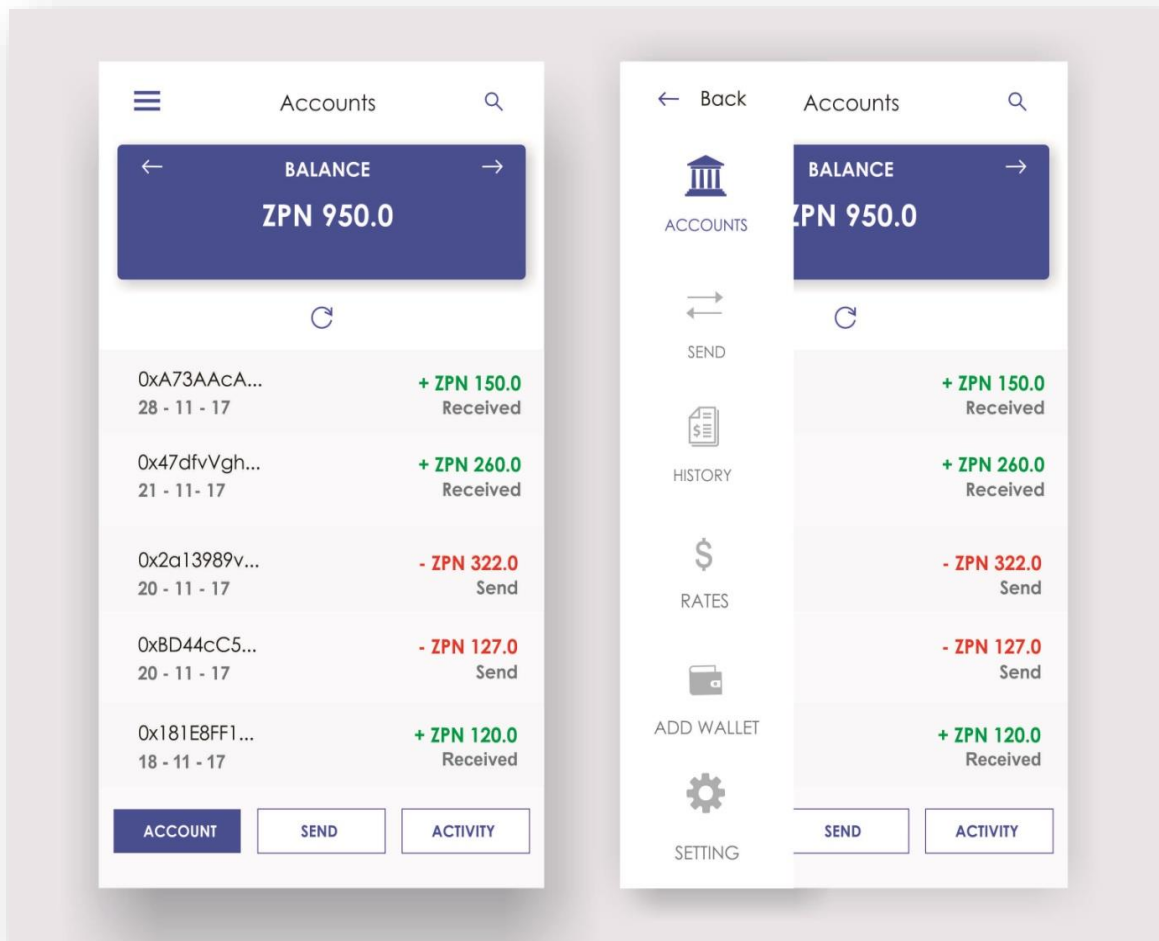 Accounts
BALANCE
ZPN 950.0
0xA73AAcA... + ZPN 150.0
28 - 11 - 17 Received
0x47dfvVgh... + ZPN 260.0
21 - 11- 17 Received
0x2a13989v... - ZPN 322.0
20 - 11 - 17 Send
0xBD44cC5... - ZPN 127.0
20 - 11 - 17 Send
0x181E8FF1... + ZPN 120.0
18 - 11 - 17 Received
ACCOUNT SEND ACTIVITY
Back Accounts
BALANCE
ZPN 950.0
ACCOUNTS
SEND
HISTORY
RATES
ADD WALLET
SETTING
+ ZPN 150.0
Received
+ ZPN 260.0
Received
- ZPN 322.0
Send
- ZPN 127.0
Send
+ ZPN 120.0
Received
SEND ACTIVITY